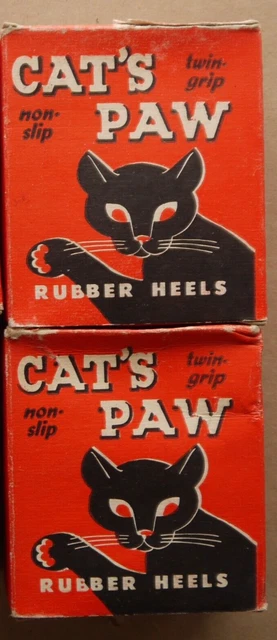 CAT'S twin-
non- PAW grip
slip
RUBBER HEELS
CAT'S twin-
non- PAW grip
slip
RUBBER HEELS